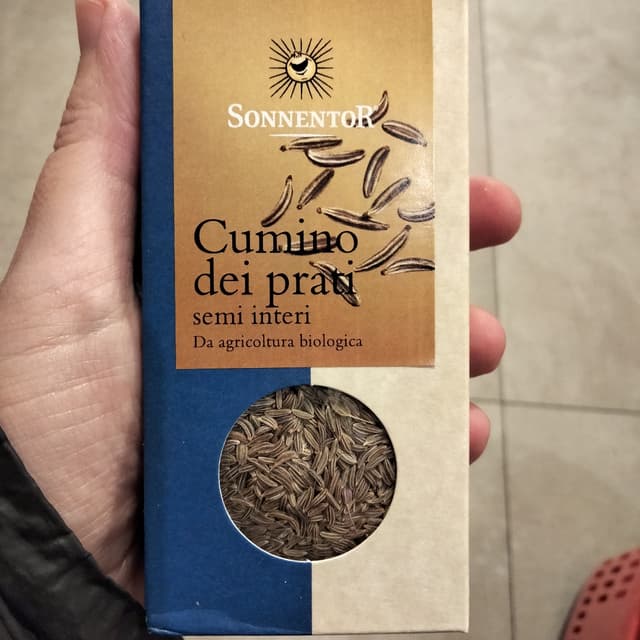 SONNENTOR®
Cumino
dei prati
semi interi
Da agricoltura biologica